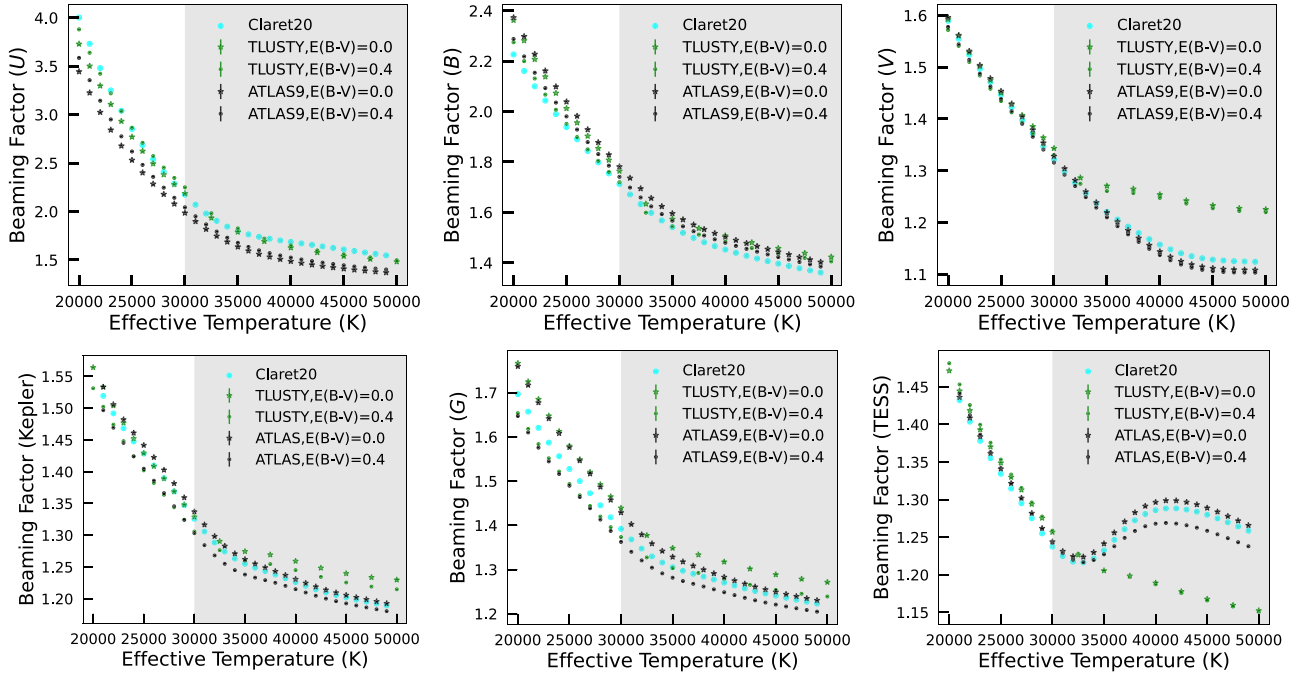 Beaming Factor (U)
4.0
3.5
3.0
2.5
2.0
1.5
Claret20
TLUSTY,E(B-V)=0.0
TLUSTY,E(B-V)=0.4
ATLAS9,E(B-V)=0.0
ATLAS9,E(B-V)=0.4
20000 25000 30000 35000 40000 45000 50000
Effective Temperature (K)
Beaming Factor (B)
2.4
2.2
2.0
1.8
1.6
1.4
Claret20
TLUSTY,E(B-V)=0.0
TLUSTY,E(B-V)=0.4
ATLAS9,E(B-V)=0.0
ATLAS9,E(B-V)=0.4
20000 25000 30000 35000 40000 45000 50000
Effective Temperature (K)
Beaming Factor (V)
1.6
1.5
1.4
1.3
1.2
1.1
Claret20
TLUSTY,E(B-V)=0.0
TLUSTY,E(B-V)=0.4
ATLAS9,E(B-V)=0.0
ATLAS9,E(B-V)=0.4
20000 25000 30000 35000 40000 45000 50000
Effective Temperature (K)
Beaming Factor (Kepler)
1.55
1.50
1.45
1.40
1.35
1.30
1.25
1.20
Claret20
TLUSTY,E(B-V)=0.0
TLUSTY,E(B-V)=0.4
ATLAS,E(B-V)=0.0
ATLAS,E(B-V)=0.4
20000 25000 30000 35000 40000 45000 50000
Effective Temperature (K)
Beaming Factor (G)
1.7
1.6
1.5
1.4
1.3
1.2
Claret20
TLUSTY,E(B-V)=0.0
TLUSTY,E(B-V)=0.4
ATLAS9,E(B-V)=0.0
ATLAS9,E(B-V)=0.4
20000 25000 30000 35000 40000 45000 50000
Effective Temperature (K)
Beaming Factor (TESS)
1.45
1.40
1.35
1.30
1.25
1.20
1.15
Claret20
TLUSTY,E(B-V)=0.0
TLUSTY,E(B-V)=0.4
ATLAS,E(B-V)=0.0
ATLAS,E(B-V)=0.4
20000 25000 30000 35000 40000 45000 50000
Effective Temperature (K)